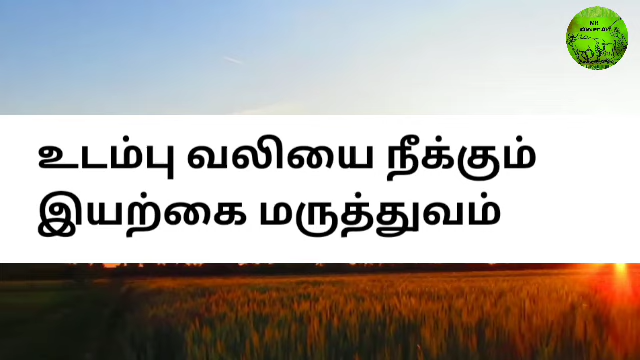 உடம்பு வலியை நீக்கும்
இயற்கை மருத்துவம்